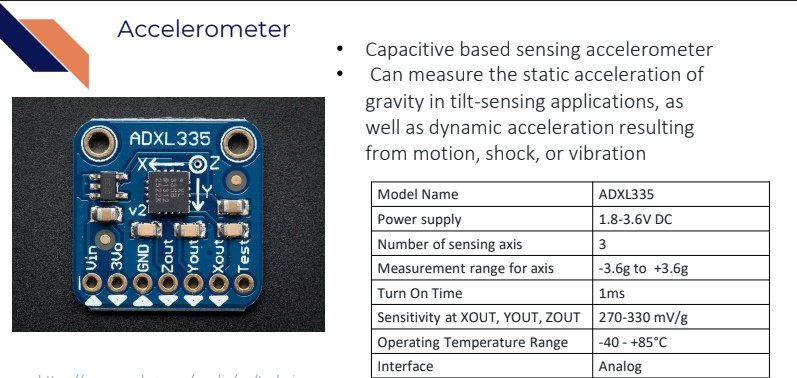 Accelerometer
• Capacitive based sensing accelerometer
• Can measure the static acceleration of
gravity in tilt-sensing applications, as
well as dynamic acceleration resulting
from motion, shock, or vibration
ADXL335
X Z
Y
v2
Vin 3Vo GND Zout Yout Xout Test
Model Name ADXL335
Power supply 1.8-3.6V DC
Number of sensing axis 3
Measurement range for axis -3.6g to +3.6g
Turn On Time 1ms
Sensitivity at XOUT, YOUT, ZOUT 270-330 mV/g
Operating Temperature Range -40 - +85°C
Interface Analog